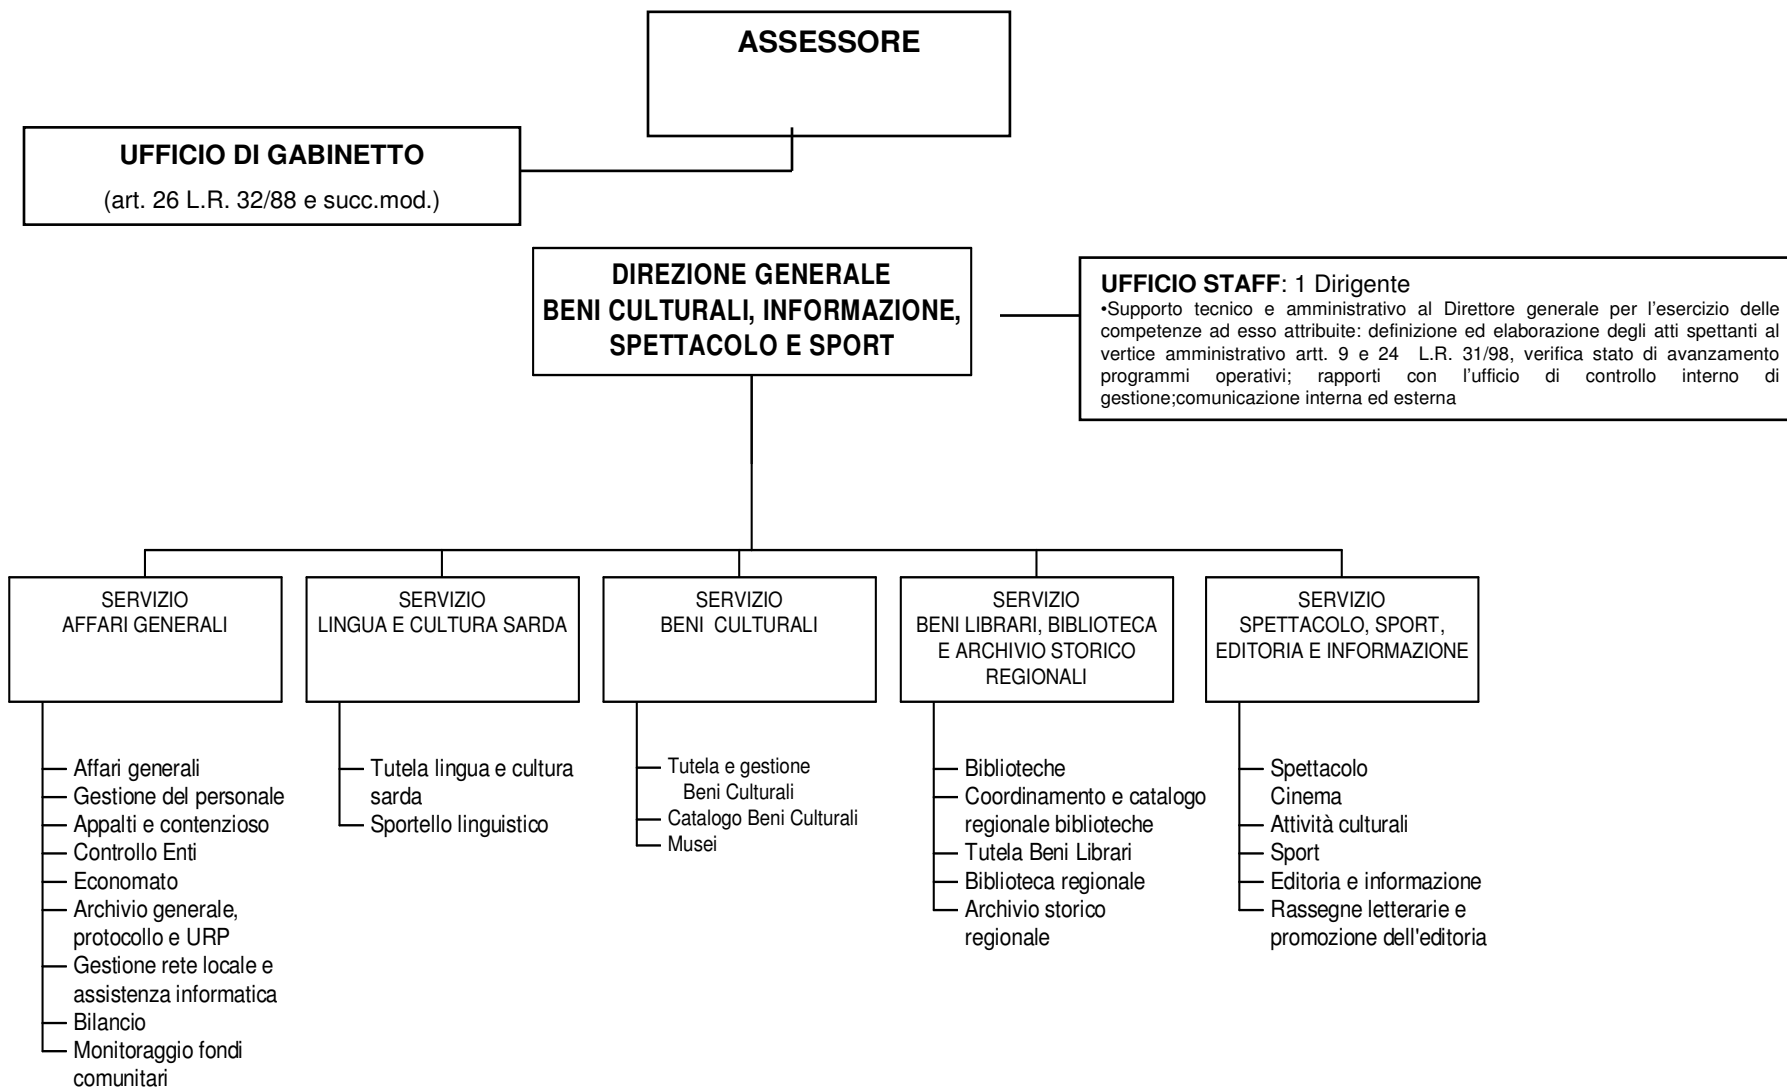 ASSESSORE
UFFICIO DI GABINETTO
(art. 26 L.R. 32/88 e succ.mod.)
DIREZIONE GENERALE
BENI CULTURALI, INFORMAZIONE,
SPETTACOLO E SPORT
UFFICIO STAFF: 1 Dirigente
•Supporto tecnico e amministrativo al Direttore generale per l'esercizio delle
competenze ad esso attribuite: definizione ed elaborazione degli atti spettanti al
vertice amministrativo artt. 9 e 24 L.R. 31/98, verifica stato di avanzamento
programmi operativi; rapporti con l'ufficio di controllo interno di
gestione;comunicazione interna ed esterna
SERVIZIO
AFFARI GENERALI
Affari generali
Gestione del personale
Appalti e contenzioso
Controllo Enti
Economato
Archivio generale,
protocollo e URP
Gestione rete locale e
assistenza informatica
Bilancio
Monitoraggio fondi
comunitari
SERVIZIO
LINGUA E CULTURA SARDA
Tutela lingua e cultura
sarda
Sportello linguistico
SERVIZIO
BENI CULTURALI
Tutela e gestione
Beni Culturali
Catalogo Beni Culturali
Musei
SERVIZIO
BENI LIBRARI, BIBLIOTECA
E ARCHIVIO STORICO
REGIONALI
Biblioteche
Coordinamento e catalogo
regionale biblioteche
Tutela Beni Librari
Biblioteca regionale
Archivio storico
regionale
SERVIZIO
SPETTACOLO, SPORT,
EDITORIA E INFORMAZIONE
Spettacolo
Cinema
Attività culturali
Sport
Editoria e informazione
Rassegne letterarie e
promozione dell'editoria